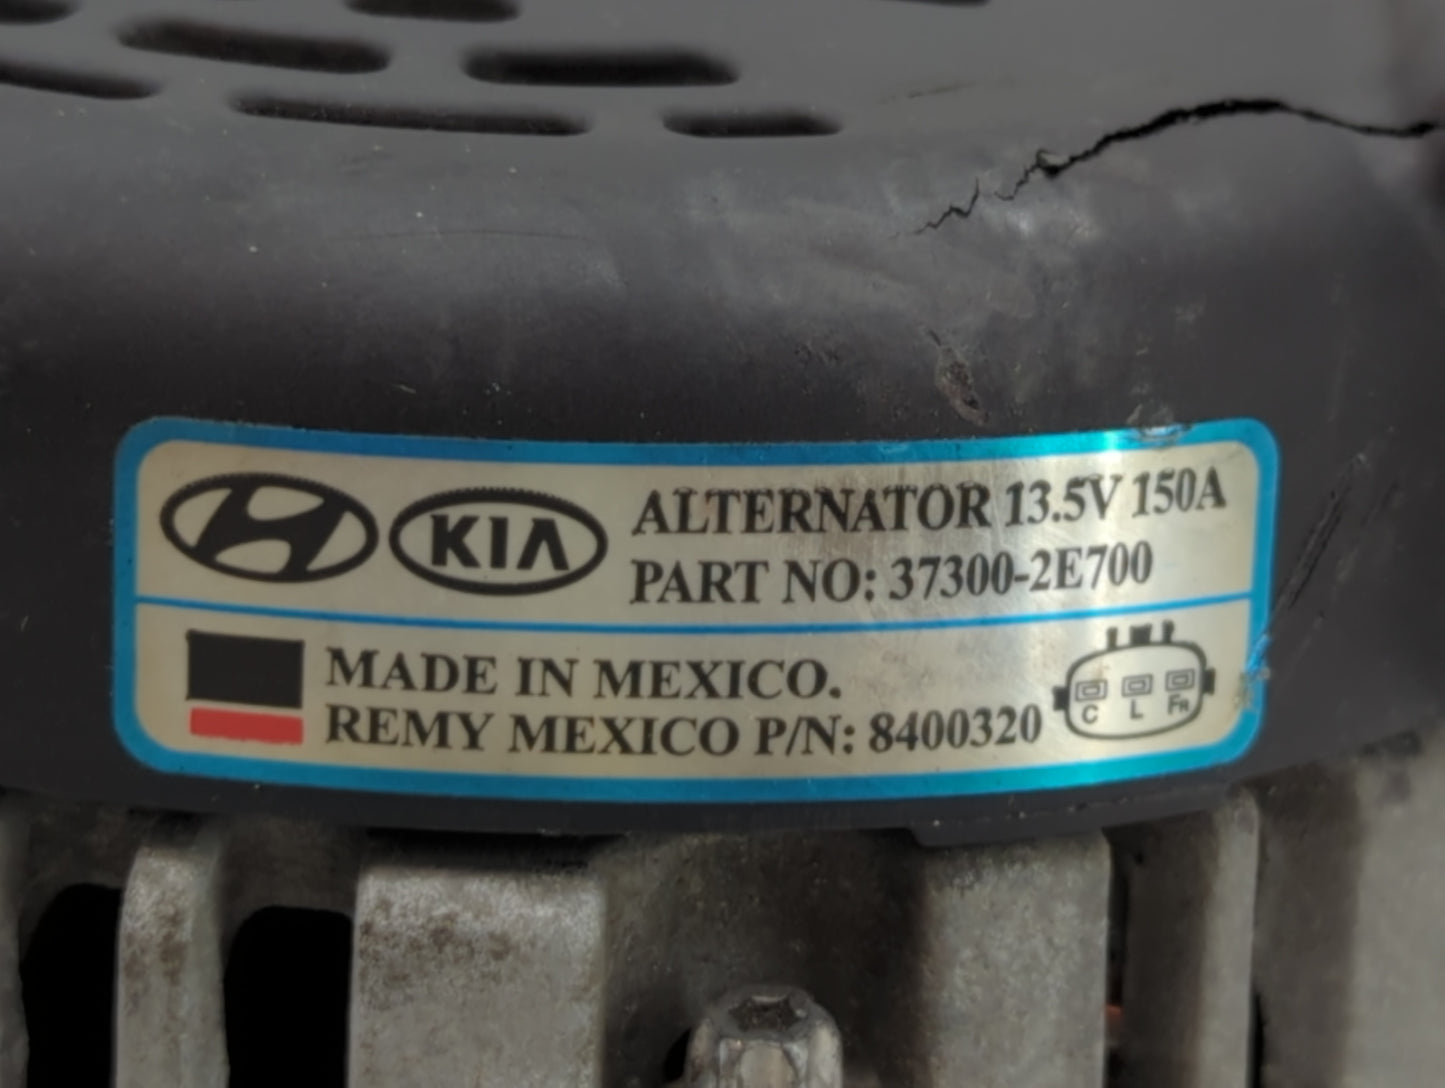 KIA
ALTERNATOR 13.5V 150A
PART NO: 37300-2E700
MADE IN MEXICO.
REMY MEXICO P/N: 8400320
C L FR